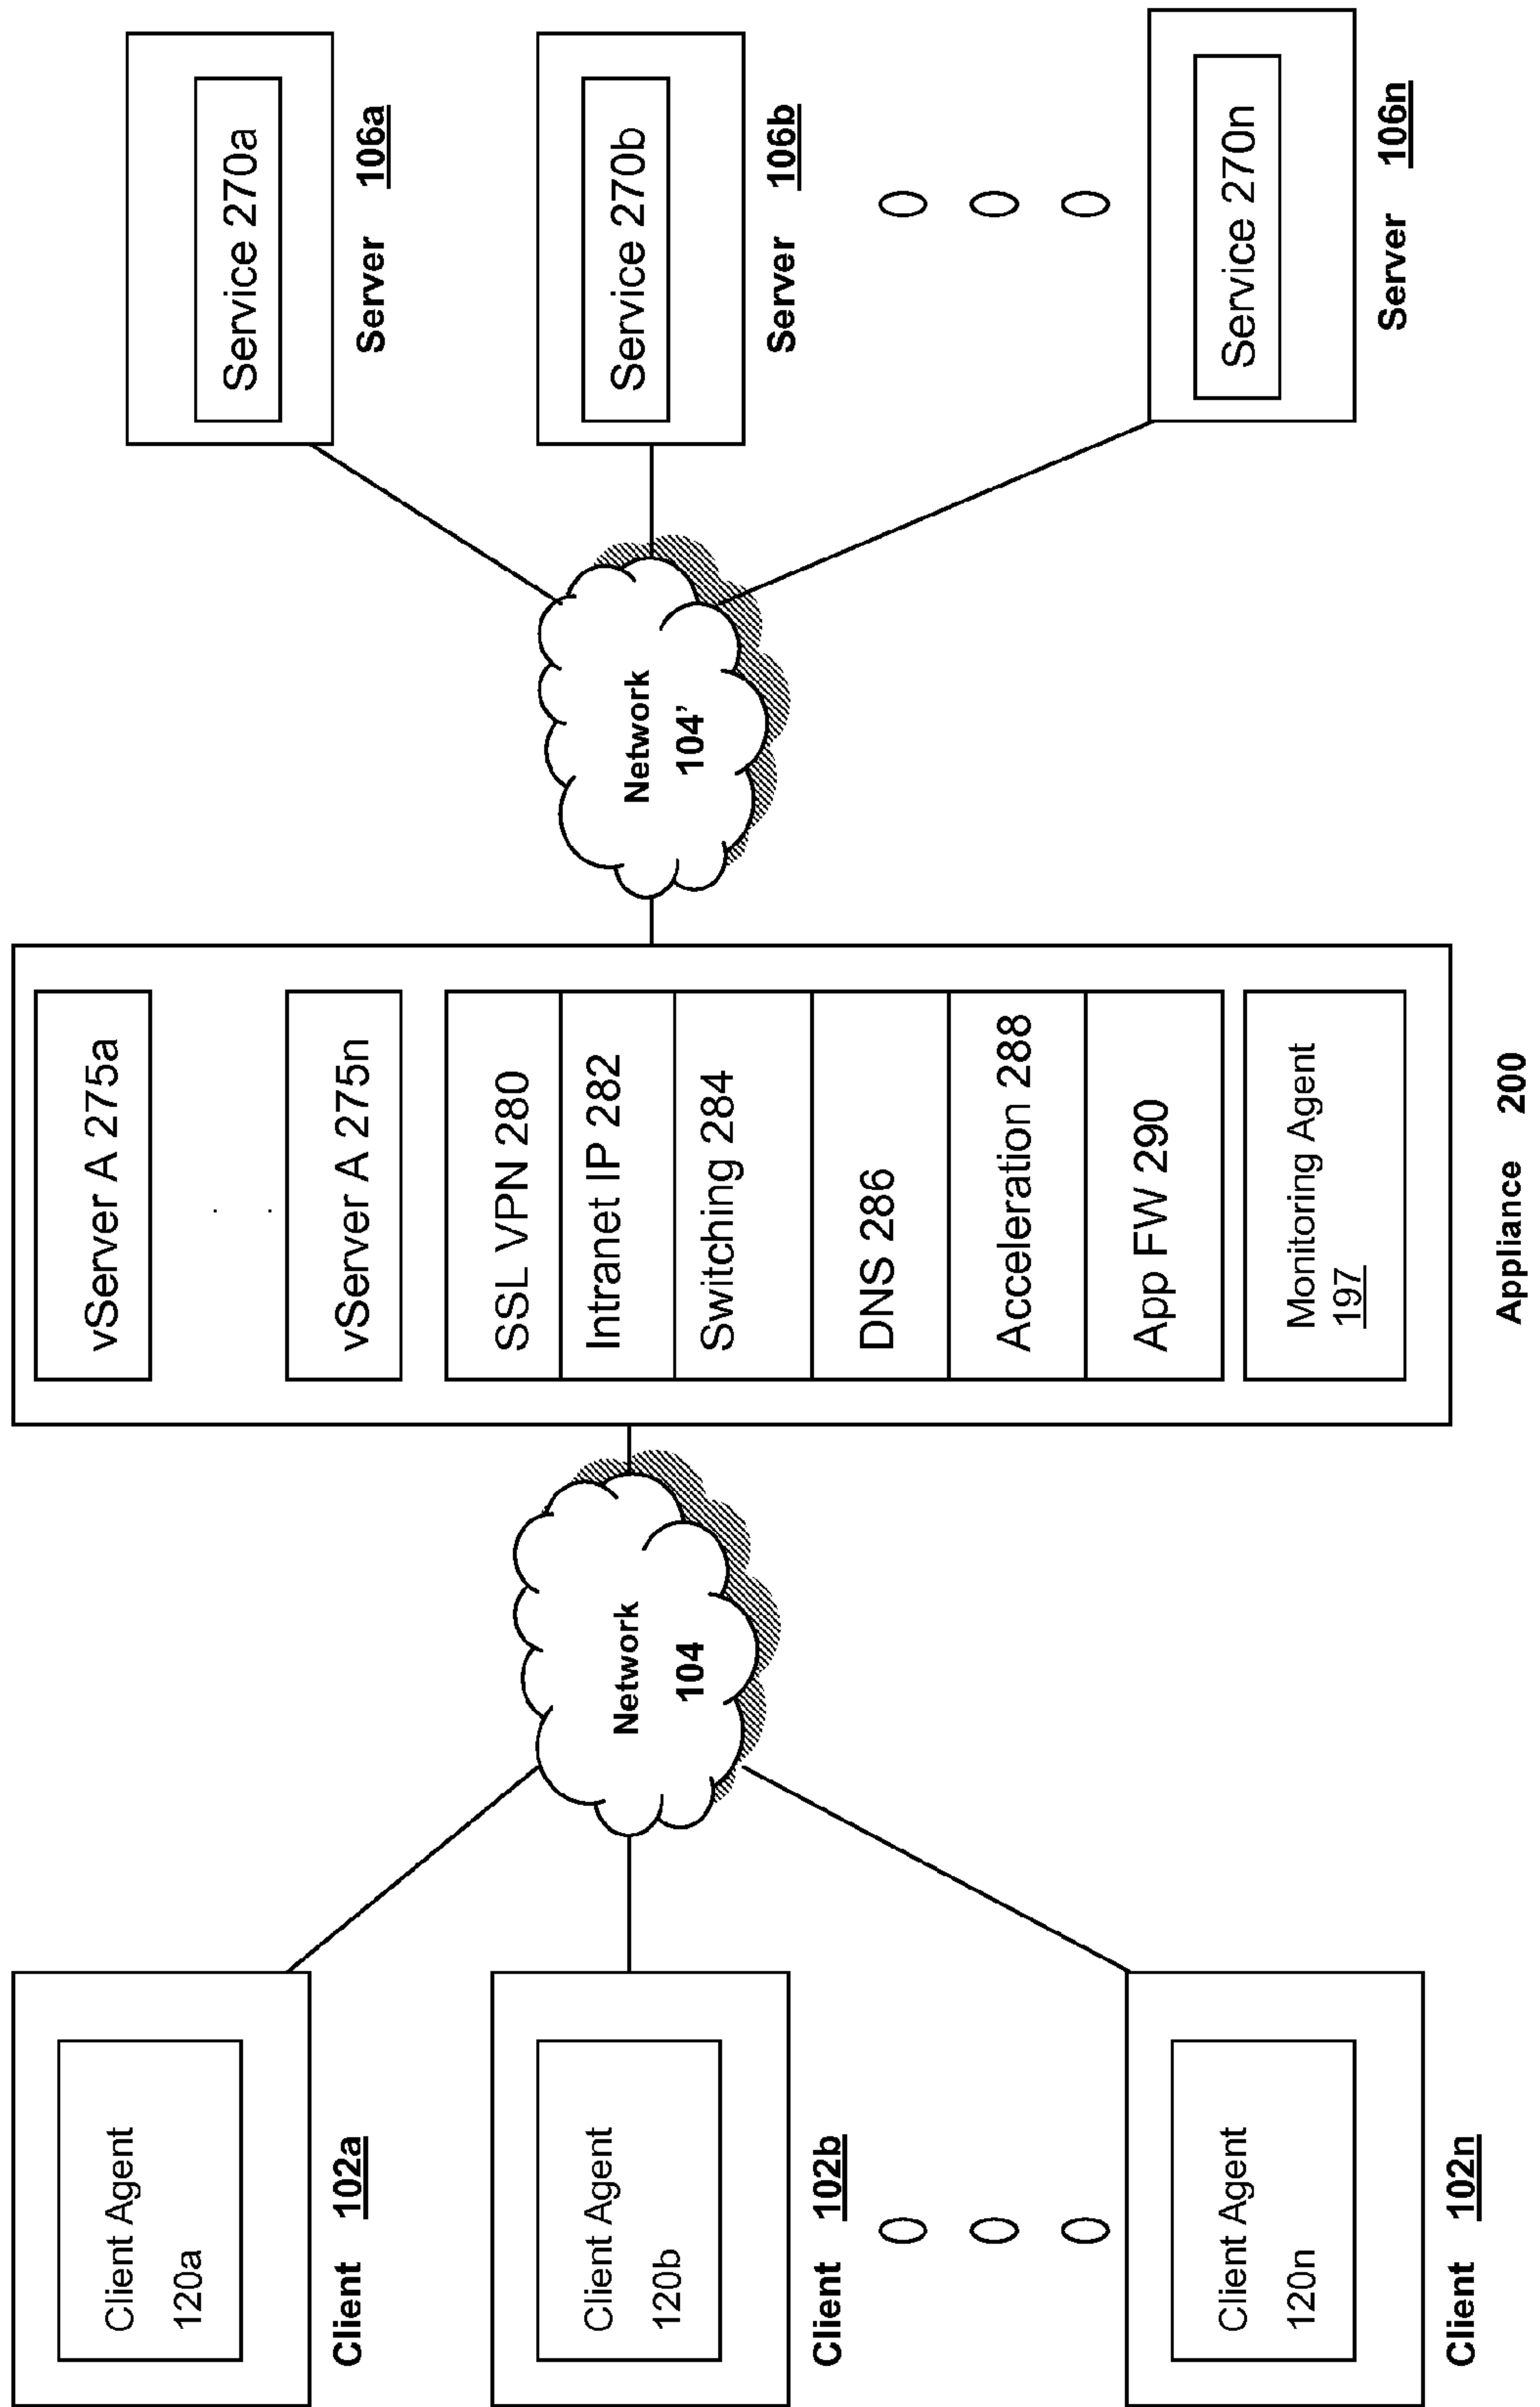 Client Agent
120a
Client 102a
Client Agent
120b
Client 102b
Client Agent
120n
Client 102n
Network
104
vServer A 275a
vServer A 275n
SSL VPN 280
Intranet IP 282
Switching 284
DNS 286
Acceleration 288
App FW 290
Monitoring Agent
197
Appliance 200
Network
104'
Service 270a
Server 106a
Service 270b
Server 106b
Service 270n
Server 106n